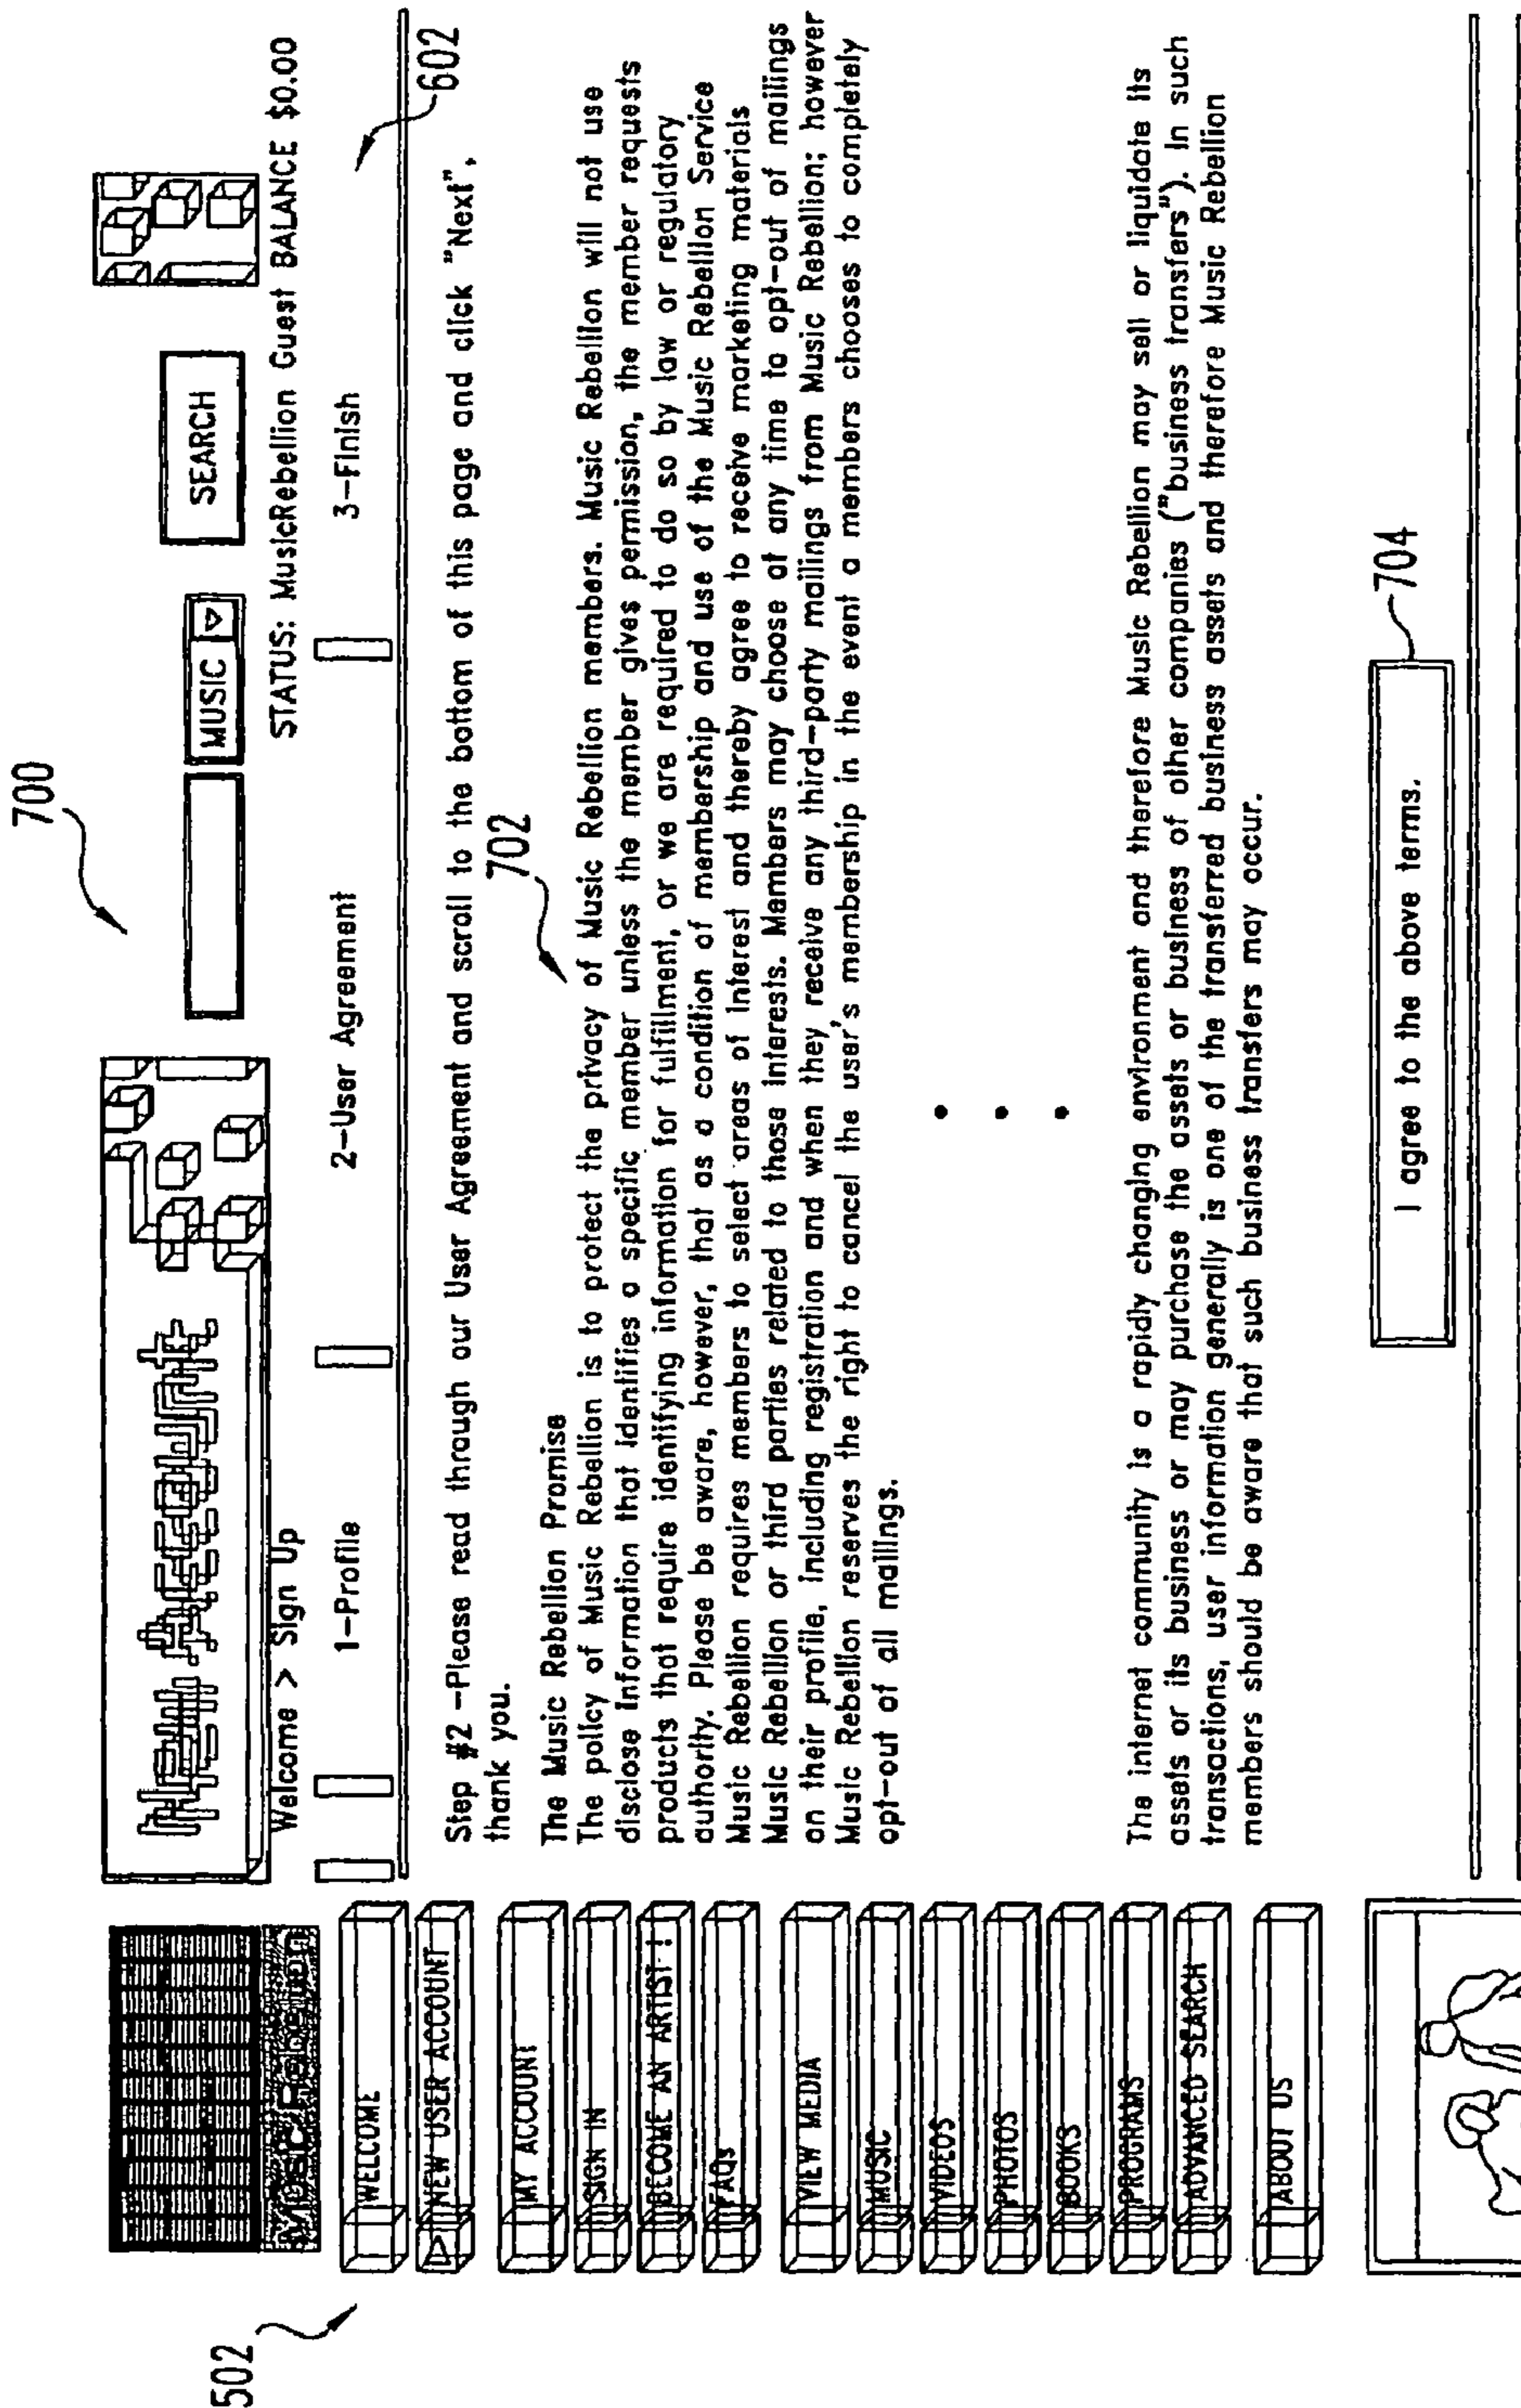 700
502
Music Rebellion
WELCOME
NEW USER ACCOUNT
MY ACCOUNT
SIGN IN
BECOME AN ARTIST !
FAQs
VIEW MEDIA
MUSIC
VIDEOS
PHOTOS
BOOKS
PROGRAMS
ADVANCED SEARCH
ABOUT US
New Account
MUSIC
SEARCH
Welcome > Sign Up
STATUS: MusicRebellion Guest BALANCE $0.00
1-Profile
2-User Agreement
3-Finish
602
Step #2 -Please read through our User Agreement and scroll to the bottom of this page and click "Next",
thank you.
702
The Music Rebellion Promise
The policy of Music Rebellion is to protect the privacy of Music Rebellion members. Music Rebellion will not use
disclose Information that identifies a specific member unless the member gives permission, the member requests
products that require identifying information for fulfillment, or we are required to do so by law or regulatory
authority. Please be aware, however, that as a condition of membership and use of the Music Rebellion Service
Music Rebellion requires members to select areas of interest and thereby agree to receive marketing materials
Music Rebellion or third parties related to those interests. Members may choose at any time to opt-out of mailings
on their profile, including registration and when they receive any third-party mailings from Music Rebellion; however
Music Rebellion reserves the right to cancel the user's membership in the event a members chooses to completely
opt-out of all mailings.
The internet community is a rapidly changing environment and therefore Music Rebellion may sell or liquidate its
assets or its business or may purchase the assets or business of other companies ("business transfers"). In such
transactions, user information generally is one of the transferred business assets and therefore Music Rebellion
members should be aware that such business transfers may occur.
I agree to the above terms.
704